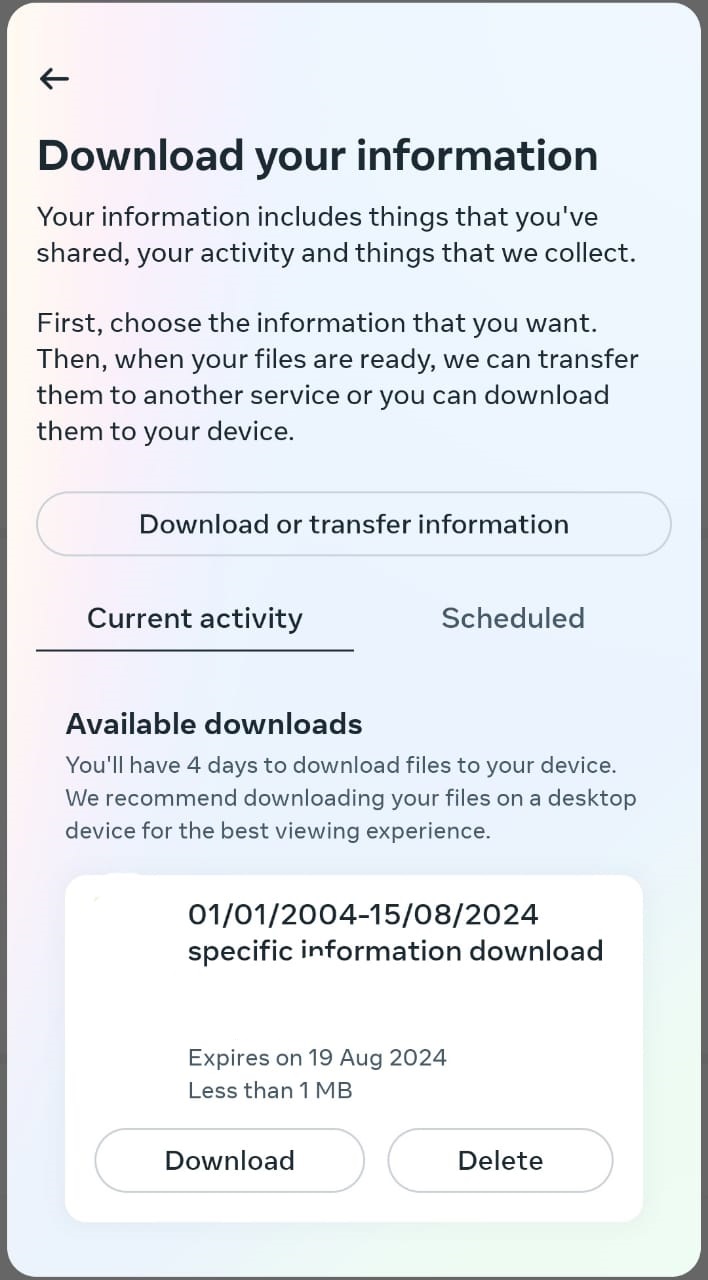 Download your information
Your information includes things that you've
shared, your activity and things that we collect.
First, choose the information that you want.
Then, when your files are ready, we can transfer
them to another service or you can download
them to your device.
Download or transfer information
Current activity
Scheduled
Available downloads
You'll have 4 days to download files to your device.
We recommend downloading your files on a desktop
device for the best viewing experience.
01/01/2004-15/08/2024
specific information download
Expires on 19 Aug 2024
Less than 1 MB
Download
Delete